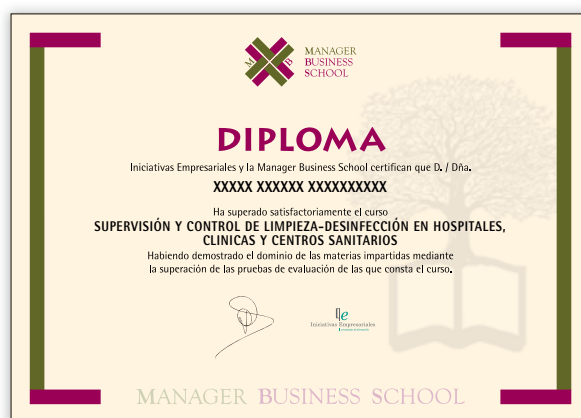 M B
MANAGER
BUSINESS
SCHOOL
DIPLOMA
Iniciativas Empresariales y la Manager Business School certifican que D. / Dña.
XXXXX XXXXXX XXXXXXXXXX
Ha superado satisfactoriamente el curso
SUPERVISIÓN Y CONTROL DE LIMPIEZA-DESINFECCIÓN EN HOSPITALES,
CLINICAS Y CENTROS SANITARIOS
Habiendo demostrado el dominio de las materias impartidas mediante
la superación de las pruebas de evaluación de las que consta el curso.
Iniciativas Empresariales
MANAGER BUSINESS SCHOOL